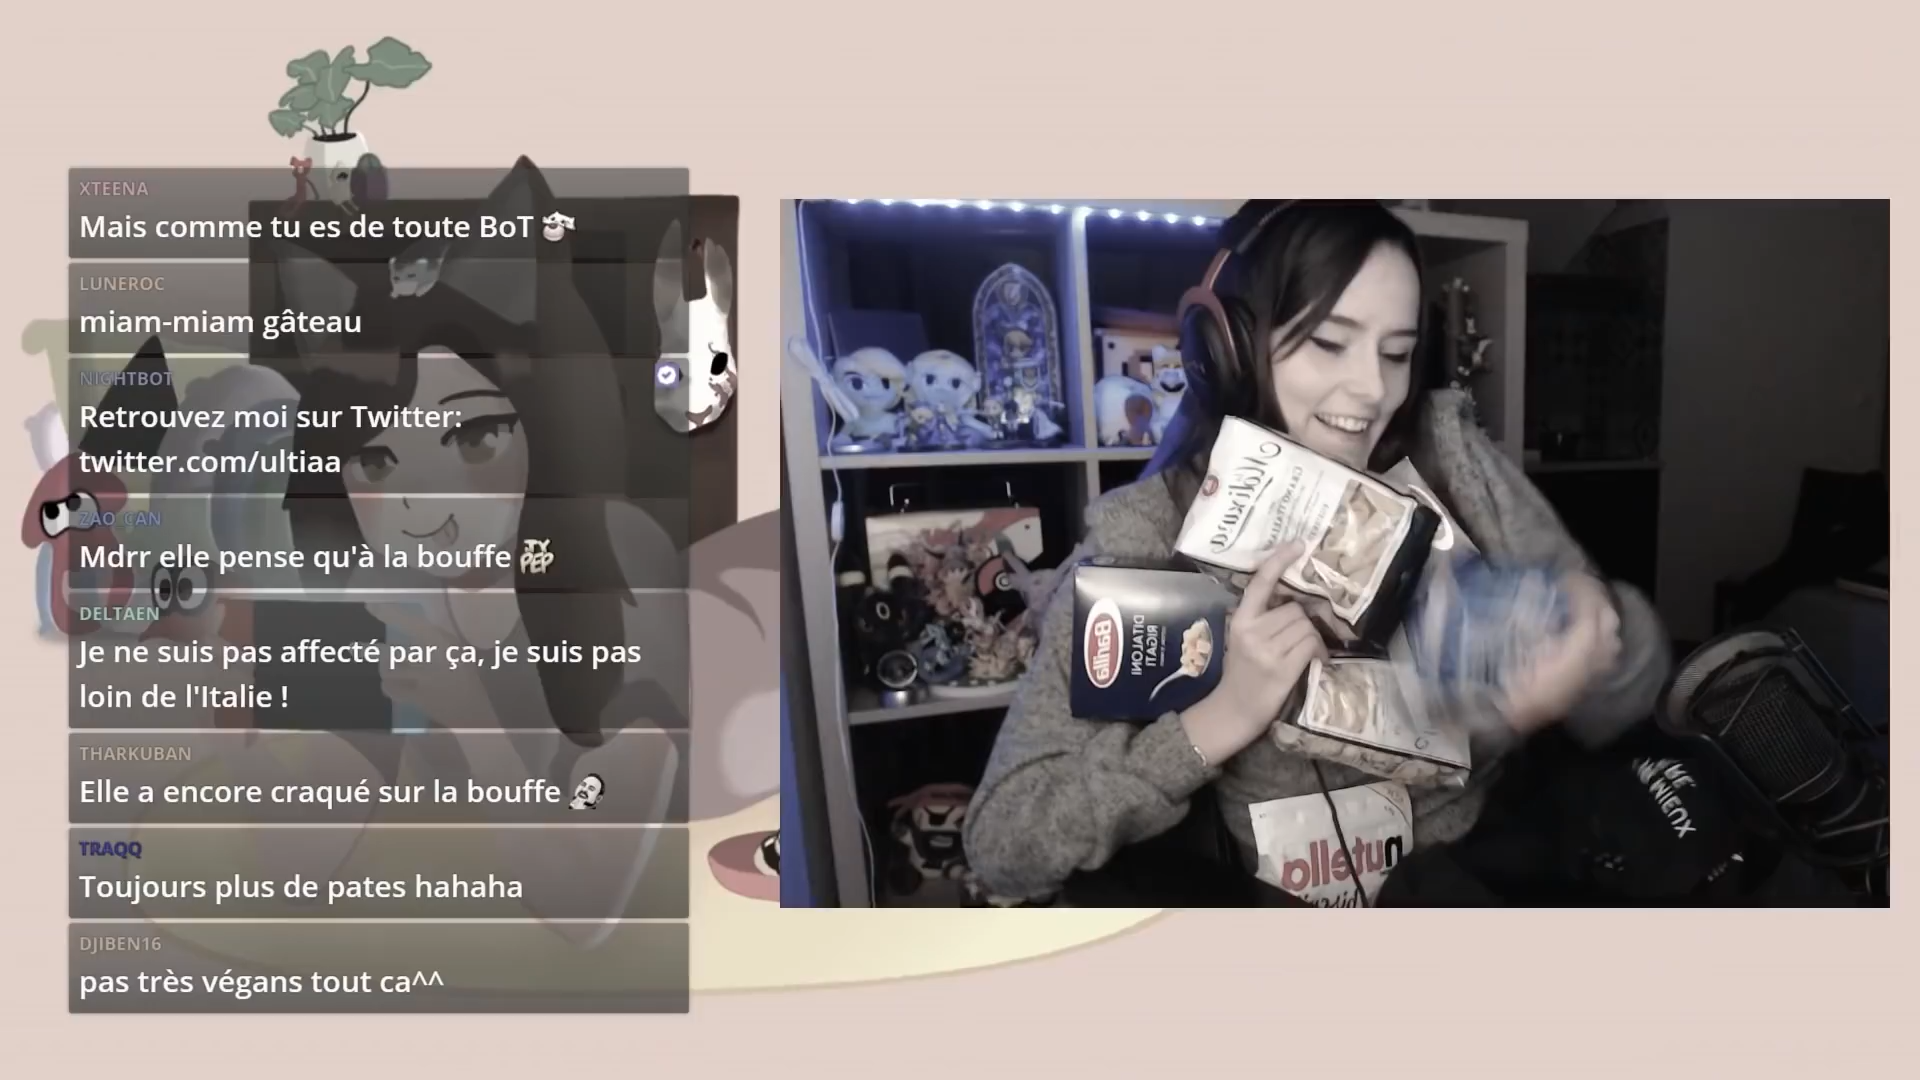 XTEENA
Mais comme tu es de toute BoT
LUNEROC
miam-miam gâteau
NIGHTBOT
Retrouvez moi sur Twitter:
twitter.com/ultiaa
ZAO_CAN
Mdrr elle pense qu'à la bouffe
DELTAEN
Je ne suis pas affecté par ça, je suis pas
loin de l'Italie !
THARKUBAN
Elle a encore craqué sur la bouffe
TRAQQ
Toujours plus de pates hahaha
DJIBEN16
pas très végans tout ca^^
Barilla
DITALONI
RIGATI
nutella
MIEUX